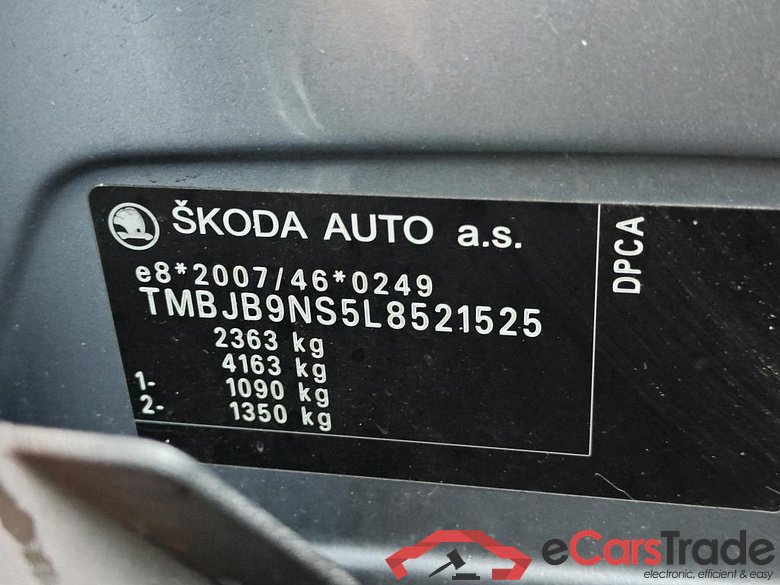 ŠKODA AUTO a.s.
e8*2007/46*0249
TMBJB9NS5L8521525
2363 kg
4163 kg
1- 1090 kg
2- 1350 kg
DPCA
eCarsTrade
electronic, efficient & easy